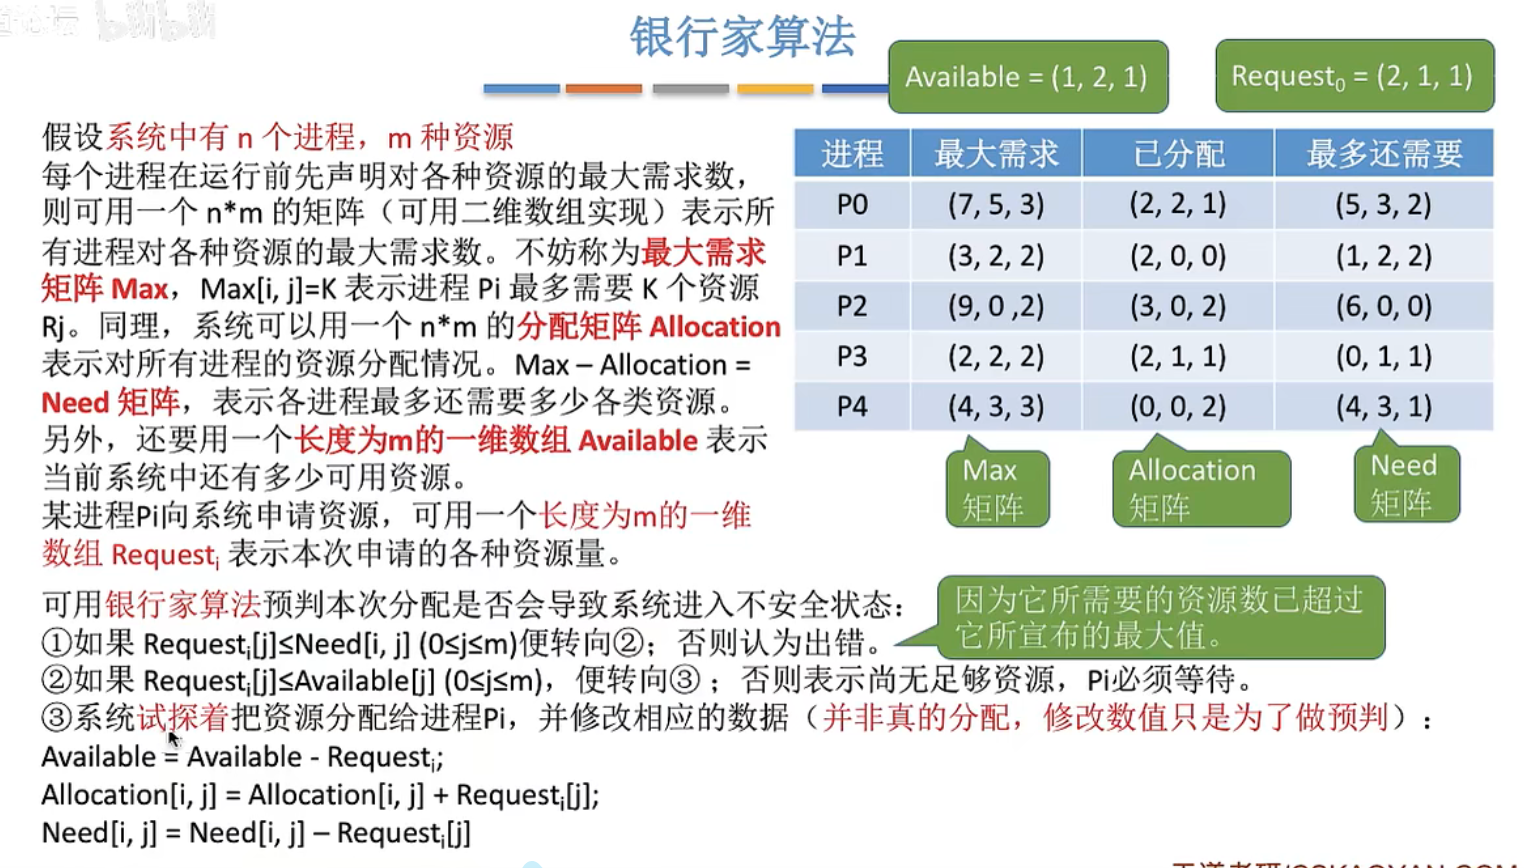 银行家算法
Available = (1, 2, 1)
Request0 = (2, 1, 1)
假设系统中有 n 个进程，m 种资源
每个进程在运行前先声明对各种资源的最大需求数，
则可用一个 n*m 的矩阵（可用二维数组实现）表示所
有进程对各种资源的最大需求数。不妨称为最大需求
矩阵 Max，Max[i, j]=K 表示进程 Pi 最多需要 K 个资源
Rj。同理，系统可以用一个 n*m 的分配矩阵 Allocation
表示对所有进程的资源分配情况。Max – Allocation =
Need 矩阵，表示各进程最多还需要多少各类资源。
另外，还要用一个长度为m的一维数组 Available 表示
当前系统中还有多少可用资源。
某进程Pi向系统申请资源，可用一个长度为m的一维
数组 Requesti 表示本次申请的各种资源量。
进程 最大需求 已分配 最多还需要
P0 (7, 5, 3) (2, 2, 1) (5, 3, 2)
P1 (3, 2, 2) (2, 0, 0) (1, 2, 2)
P2 (9, 0 ,2) (3, 0, 2) (6, 0, 0)
P3 (2, 2, 2) (2, 1, 1) (0, 1, 1)
P4 (4, 3, 3) (0, 0, 2) (4, 3, 1)
Max
矩阵
Allocation
矩阵
Need
矩阵
可用银行家算法预判本次分配是否会导致系统进入不安全状态：
①如果 Requesti[j]≤Need[i, j] (0≤j≤m)便转向②；否则认为出错。
因为它所需要的资源数已超过
它所宣布的最大值。
②如果 Requesti[j]≤Available[j] (0≤j≤m)，便转向③；否则表示尚无足够资源，Pi必须等待。
③系统试探着把资源分配给进程Pi，并修改相应的数据（并非真的分配，修改数值只是为了做预判）：
Available = Available - Requesti;
Allocation[i, j] = Allocation[i, j] + Requesti[j];
Need[i, j] = Need[i, j] – Requesti[j]